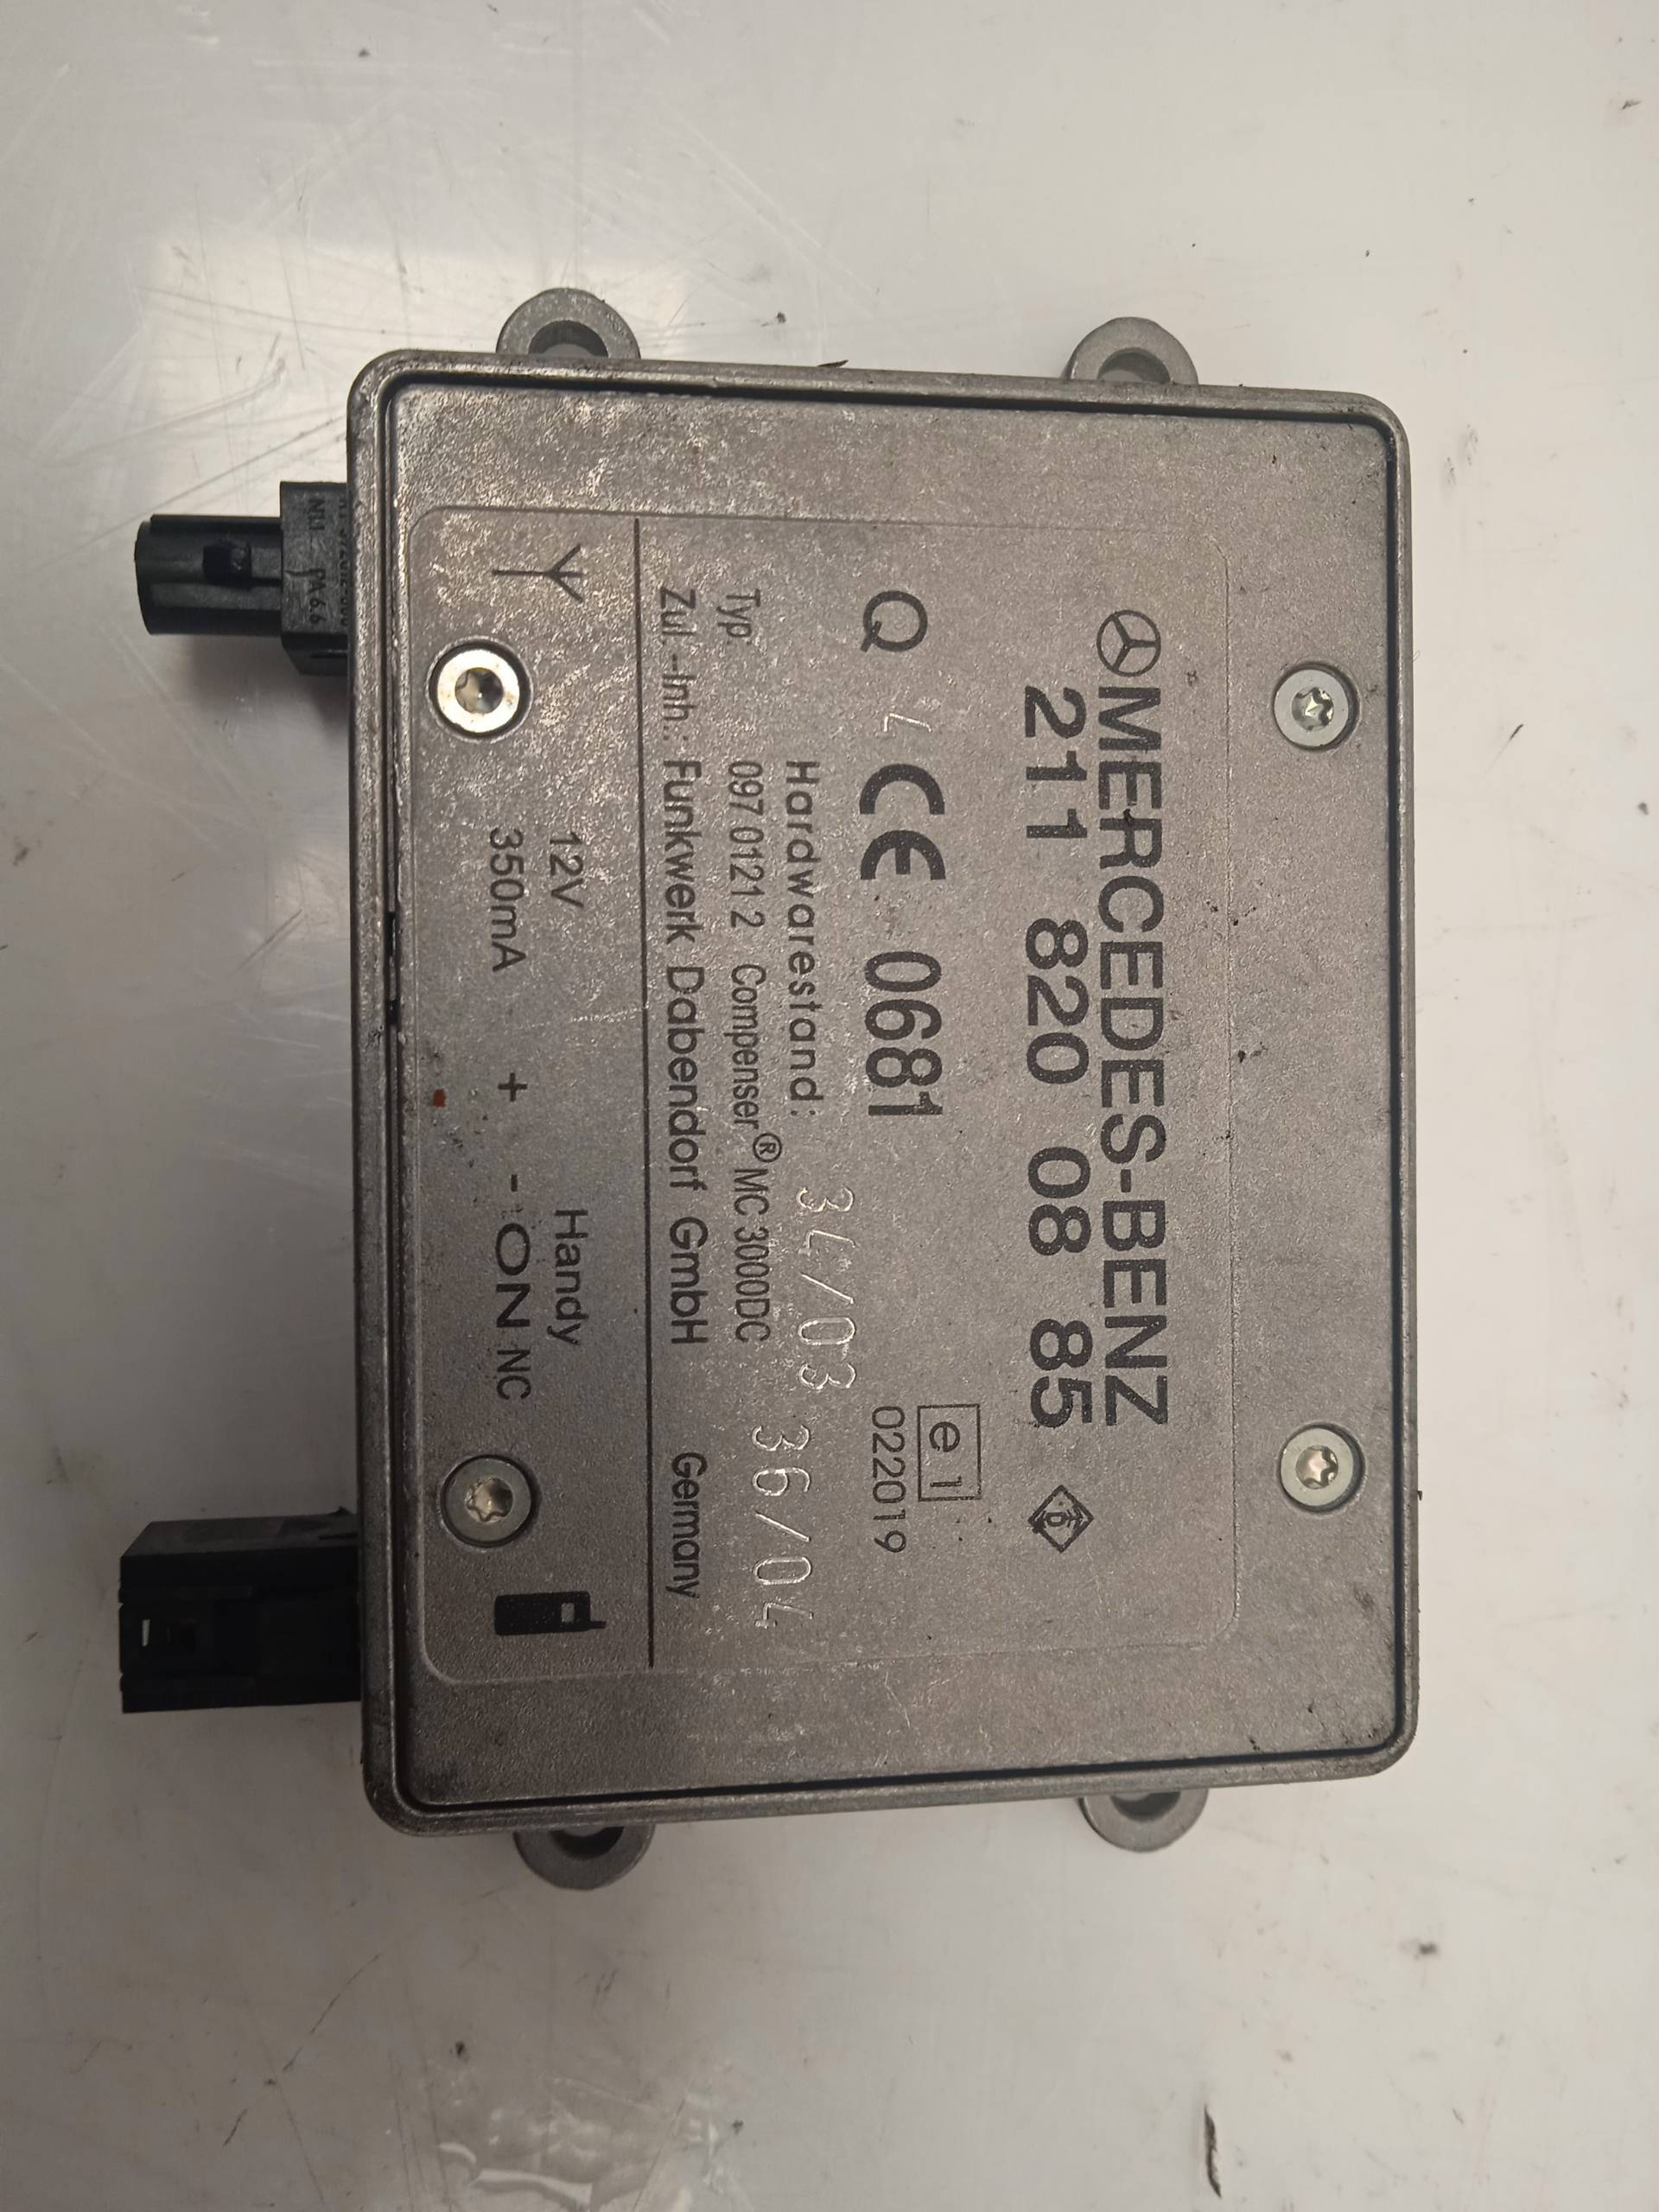 MERCEDES-BENZ
211 820 08 85
Q 4 CE 0681
e1
022019
Hardwarestand: 34/03
Typ: 097 0121 2 Compenser® MC 3000DC 36/04
Zul.-Inh.: Funkwerk Dabendorf GmbH Germany
12V Handy
350mA + - ON NC